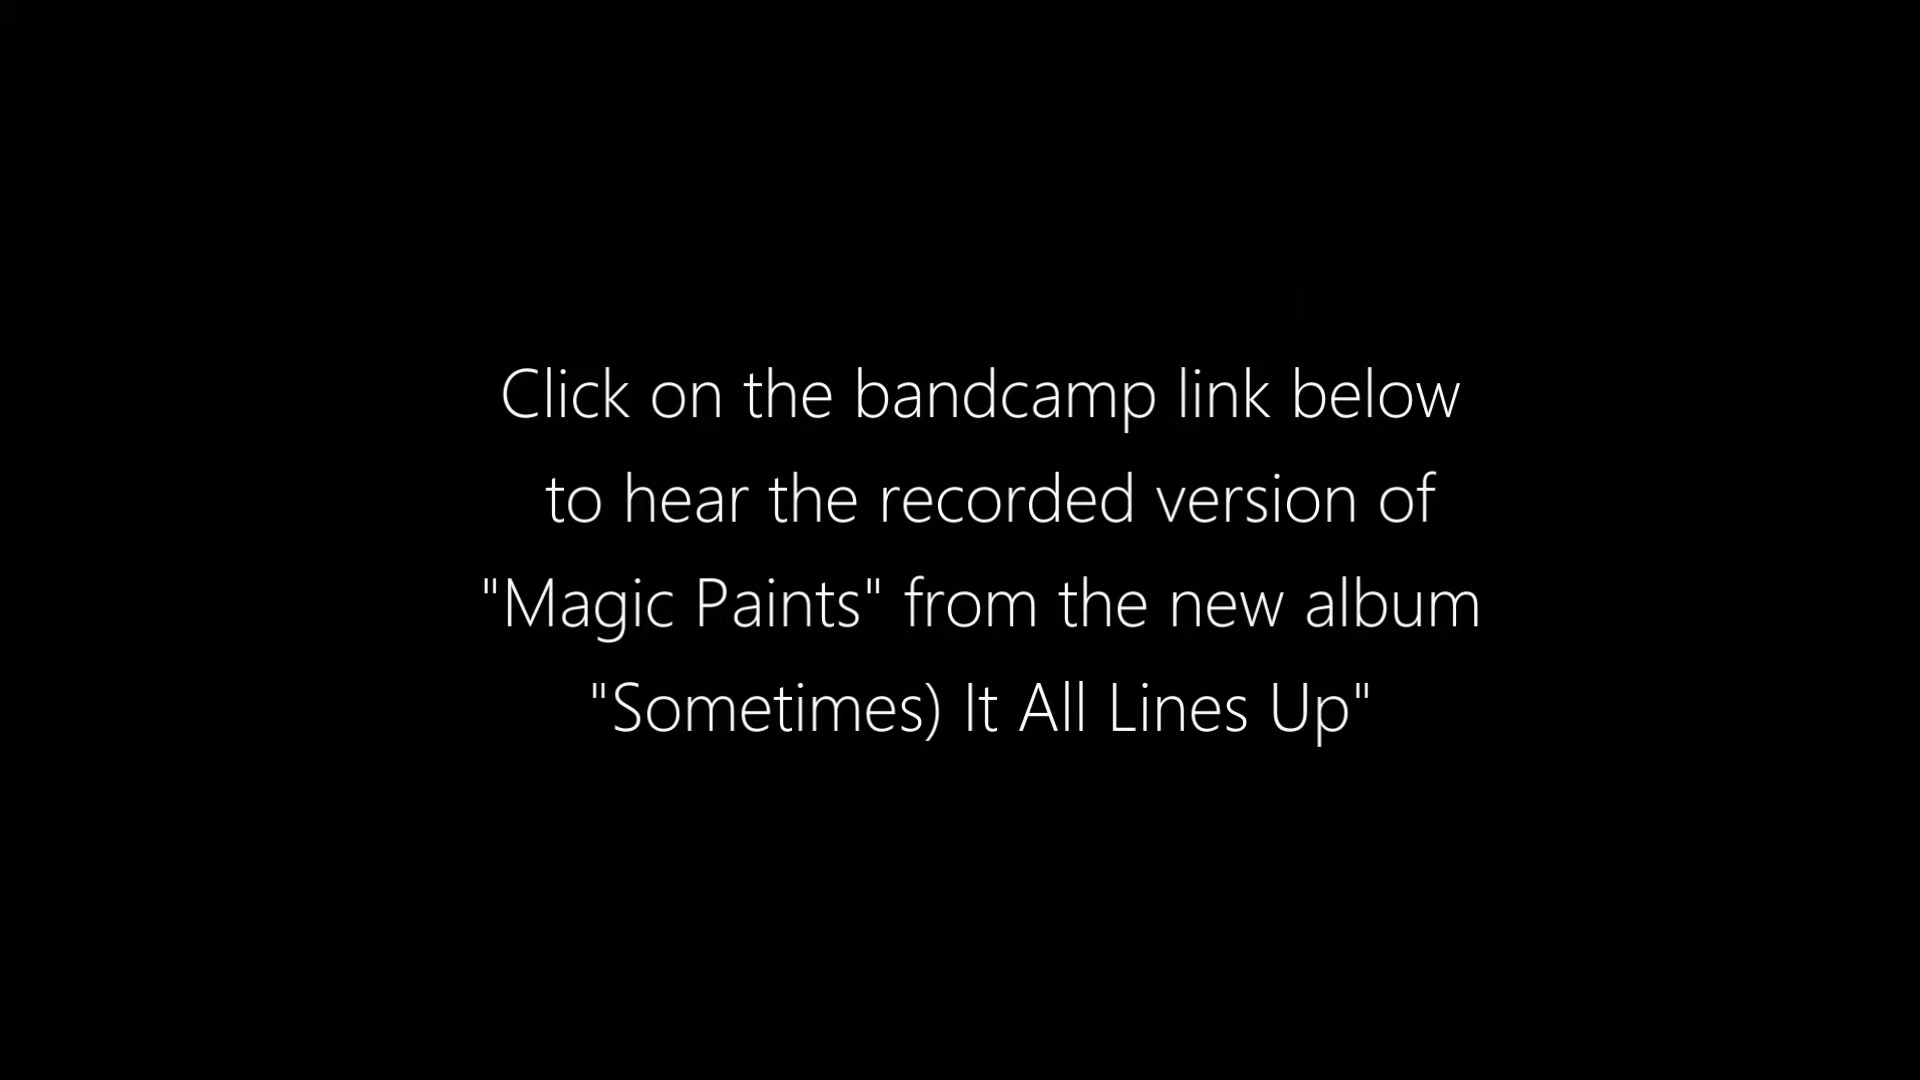 Click on the bandcamp link below
to hear the recorded version of
"Magic Paints" from the new album
"Sometimes) It All Lines Up"